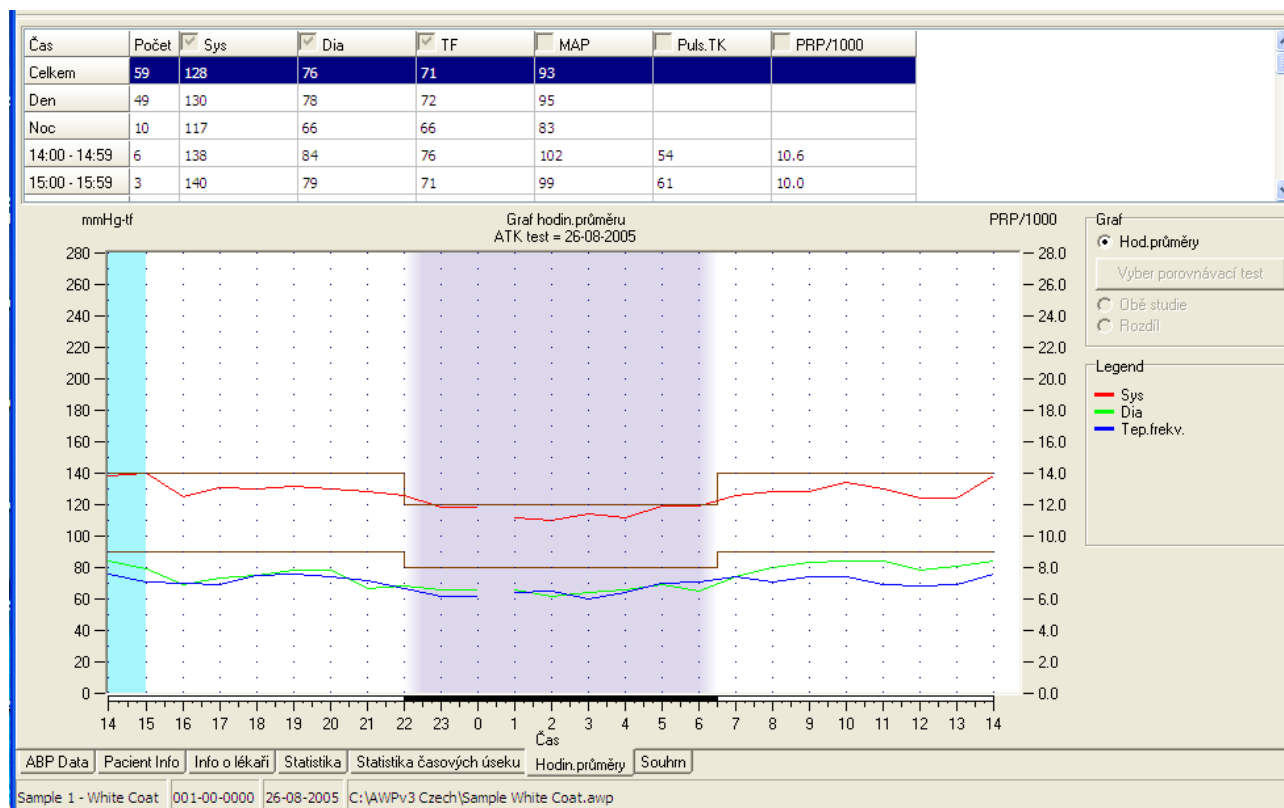 Čas Počet Sys Dia TF MAP Puls.TK PRP/1000
Celkem 59 128 76 71 93
Den 49 130 78 72 95
Noc 10 117 66 66 83
14:00 - 14:59 6 138 84 76 102 54 10.6
15:00 - 15:59 3 140 79 71 99 61 10.0
mmHg-tf Graf hodin.průměru PRP/1000
ATK test = 26-08-2005
280 28.0
260 26.0
240 24.0
220 22.0
200 20.0
180 18.0
160 16.0
140 14.0
120 12.0
100 10.0
80 8.0
60 6.0
40 4.0
20 2.0
0 0.0
14 15 16 17 18 19 20 21 22 23 0 1 2 3 4 5 6 7 8 9 10 11 12 13 14
Čas
Graf
Hod.průměry
Vyber porovnávací test
Obě studie
Rozdíl
Legend
Sys
Dia
Tep.frekv.
ABP Data Pacient Info Info o lékaři Statistika Statistika časových úseku Hodin.průměry Souhrn
Sample 1 - White Coat 001-00-0000 26-08-2005 C:\AWPv3 Czech\Sample White Coat.awp